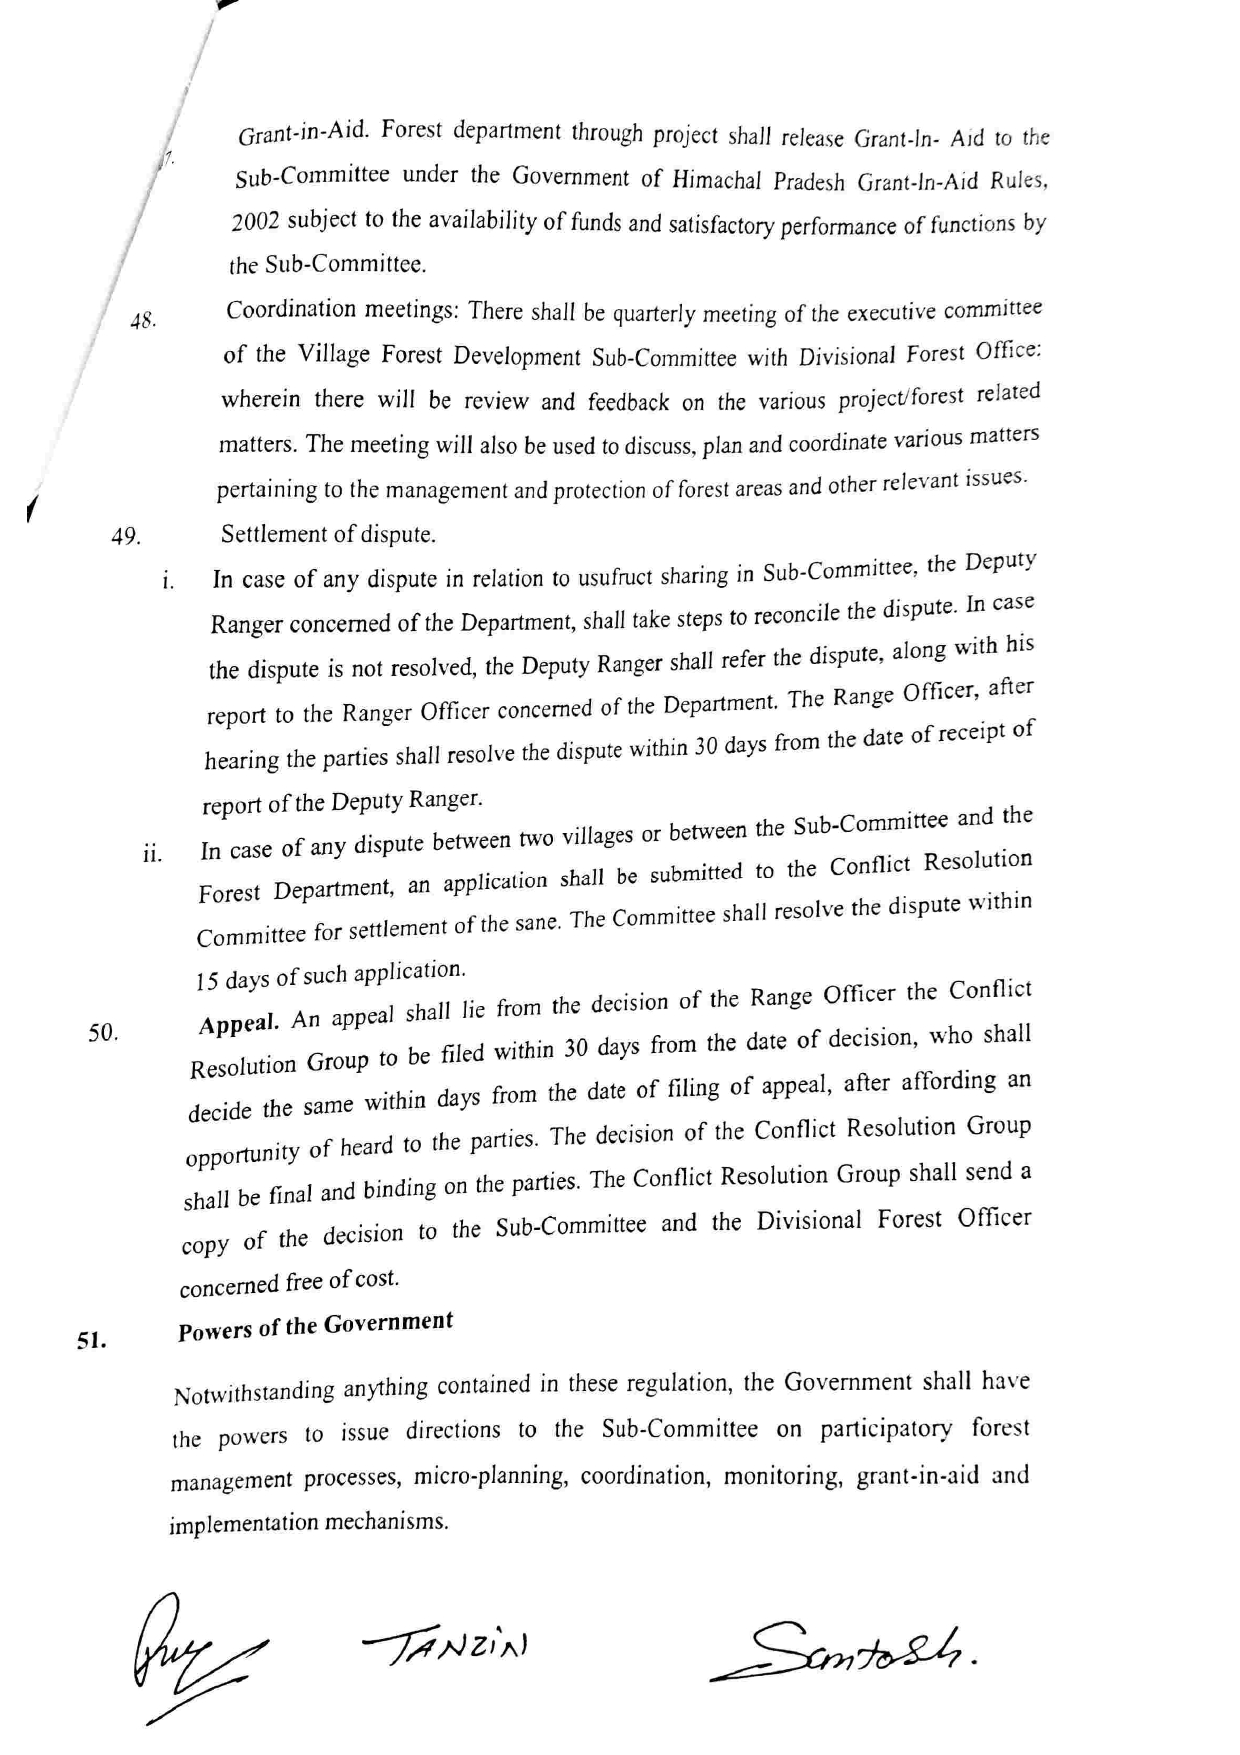 7. Grant-in-Aid. Forest department through project shall release Grant-In- Aid to the
Sub-Committee under the Government of Himachal Pradesh Grant-In-Aid Rules,
2002 subject to the availability of funds and satisfactory performance of functions by
the Sub-Committee.
48. Coordination meetings: There shall be quarterly meeting of the executive committee
of the Village Forest Development Sub-Committee with Divisional Forest Office:
wherein there will be review and feedback on the various project/forest related
matters. The meeting will also be used to discuss, plan and coordinate various matters
pertaining to the management and protection of forest areas and other relevant issues.
49. Settlement of dispute.
i. In case of any dispute in relation to usufruct sharing in Sub-Committee, the Deputy
Ranger concerned of the Department, shall take steps to reconcile the dispute. In case
the dispute is not resolved, the Deputy Ranger shall refer the dispute, along with his
report to the Ranger Officer concerned of the Department. The Range Officer, after
hearing the parties shall resolve the dispute within 30 days from the date of receipt of
report of the Deputy Ranger.
ii. In case of any dispute between two villages or between the Sub-Committee and the
Forest Department, an application shall be submitted to the Conflict Resolution
Committee for settlement of the sane. The Committee shall resolve the dispute within
15 days of such application.
50. Appeal. An appeal shall lie from the decision of the Range Officer the Conflict
Resolution Group to be filed within 30 days from the date of decision, who shall
decide the same within days from the date of filing of appeal, after affording an
opportunity of heard to the parties. The decision of the Conflict Resolution Group
shall be final and binding on the parties. The Conflict Resolution Group shall send a
copy of the decision to the Sub-Committee and the Divisional Forest Officer
concerned free of cost.
51. Powers of the Government
Notwithstanding anything contained in these regulation, the Government shall have
the powers to issue directions to the Sub-Committee on participatory forest
management processes, micro-planning, coordination, monitoring, grant-in-aid and
implementation mechanisms.
TANZIN Santosh.